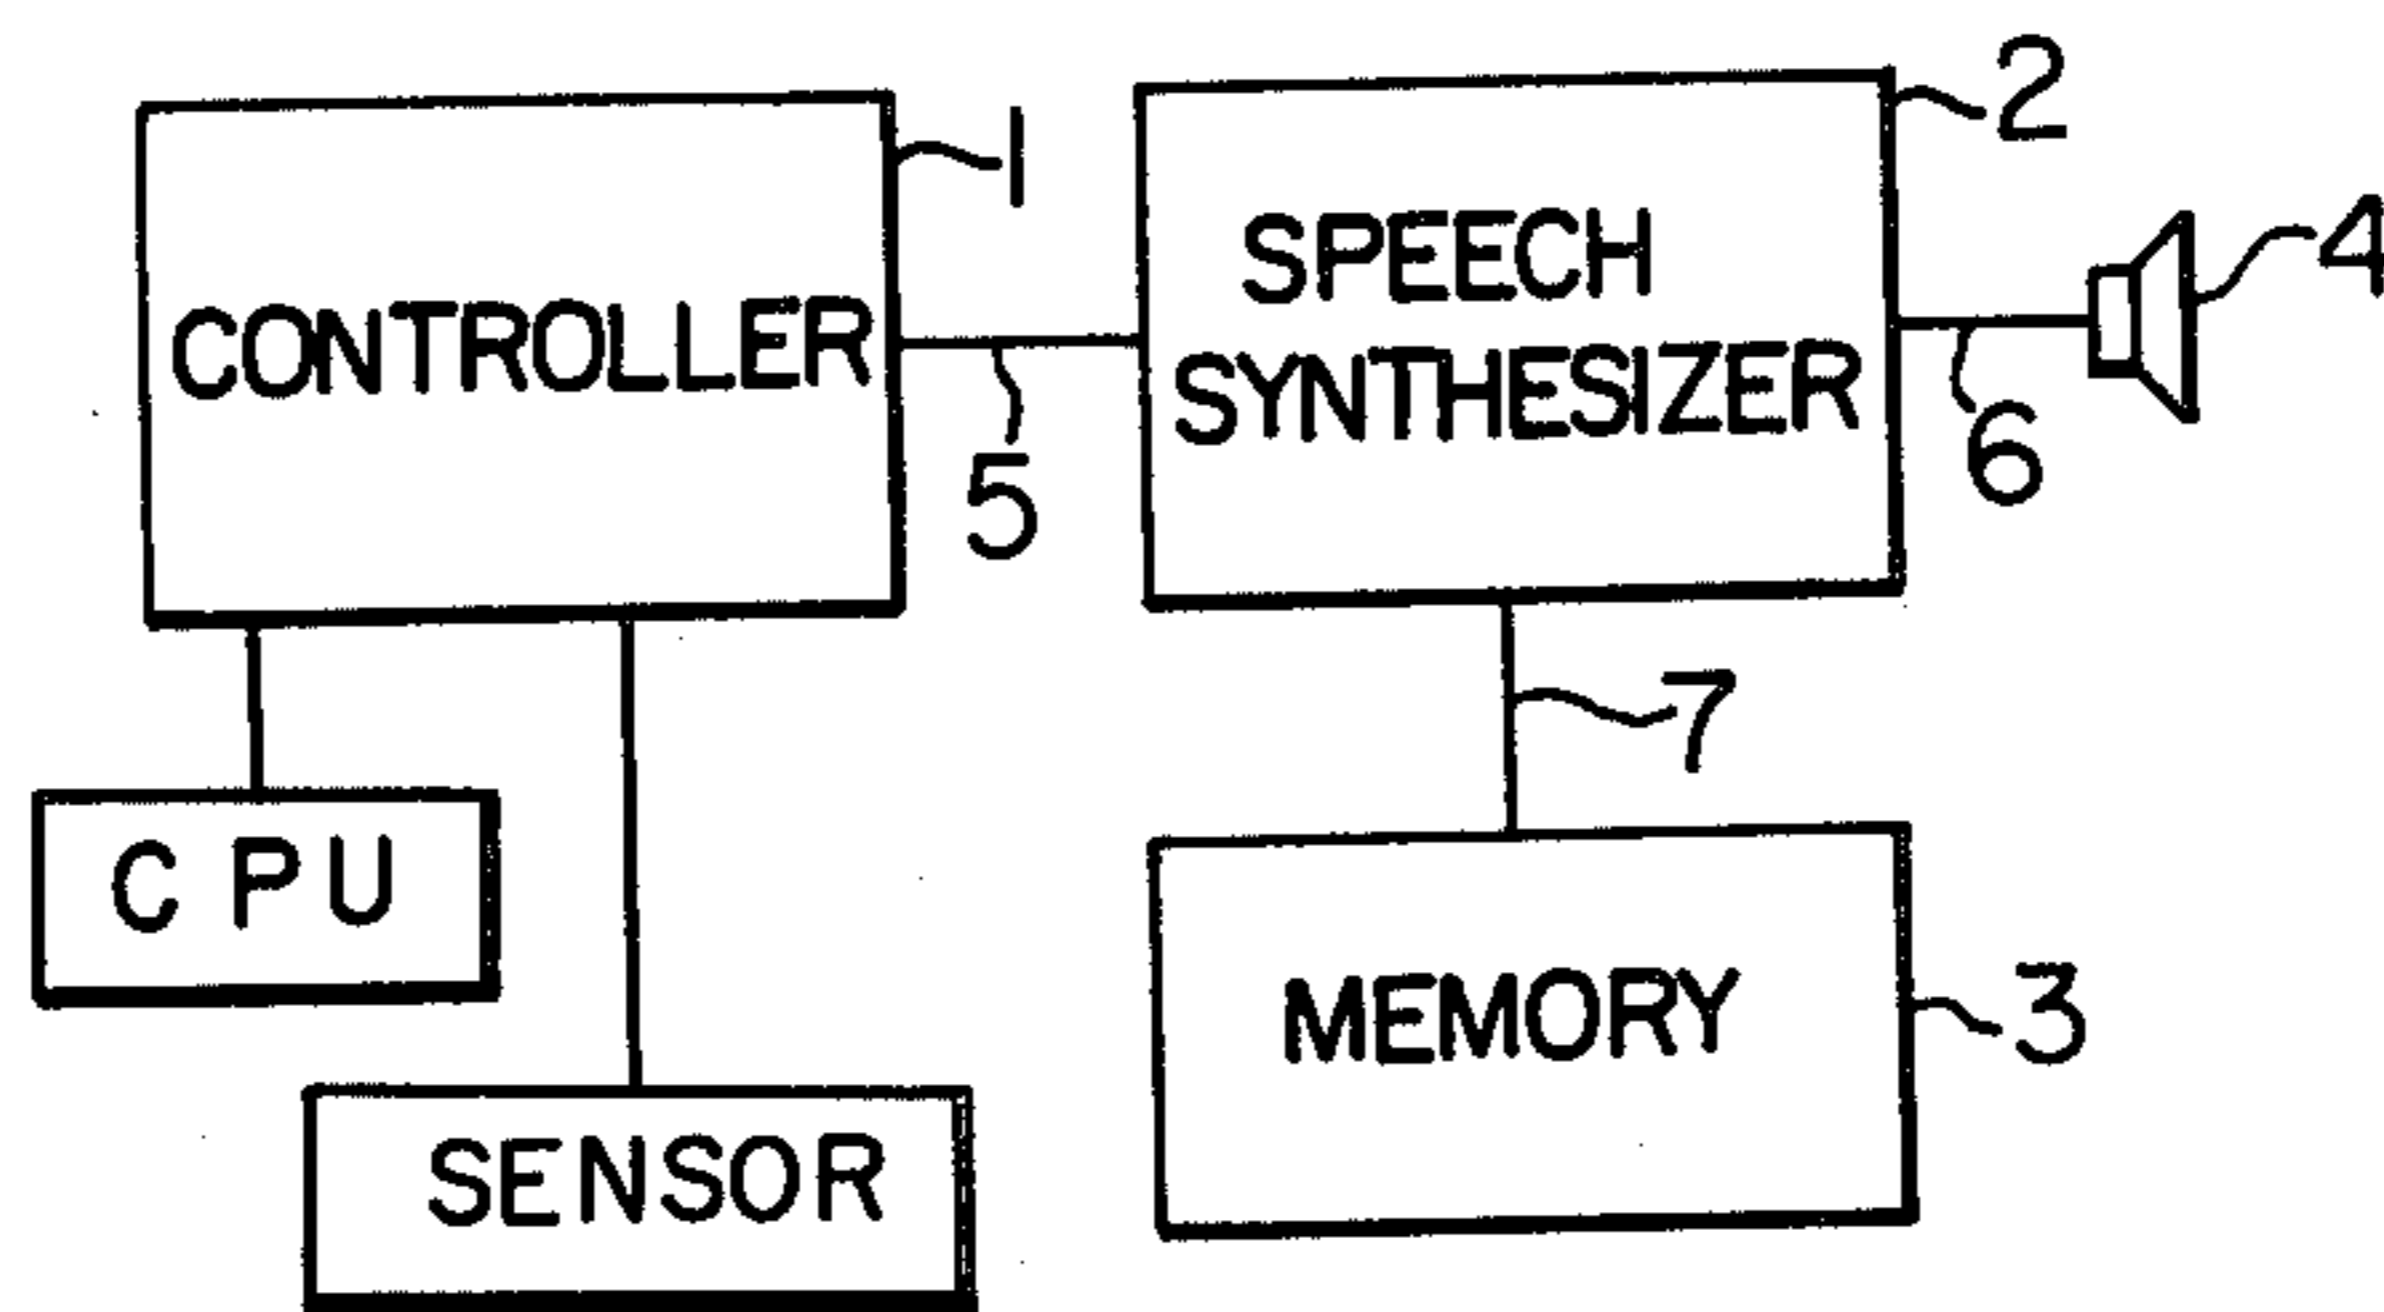 CONTROLLER
1
SPEECH
SYNTHESIZER
2
4
5
6
7
CPU
MEMORY
3
SENSOR